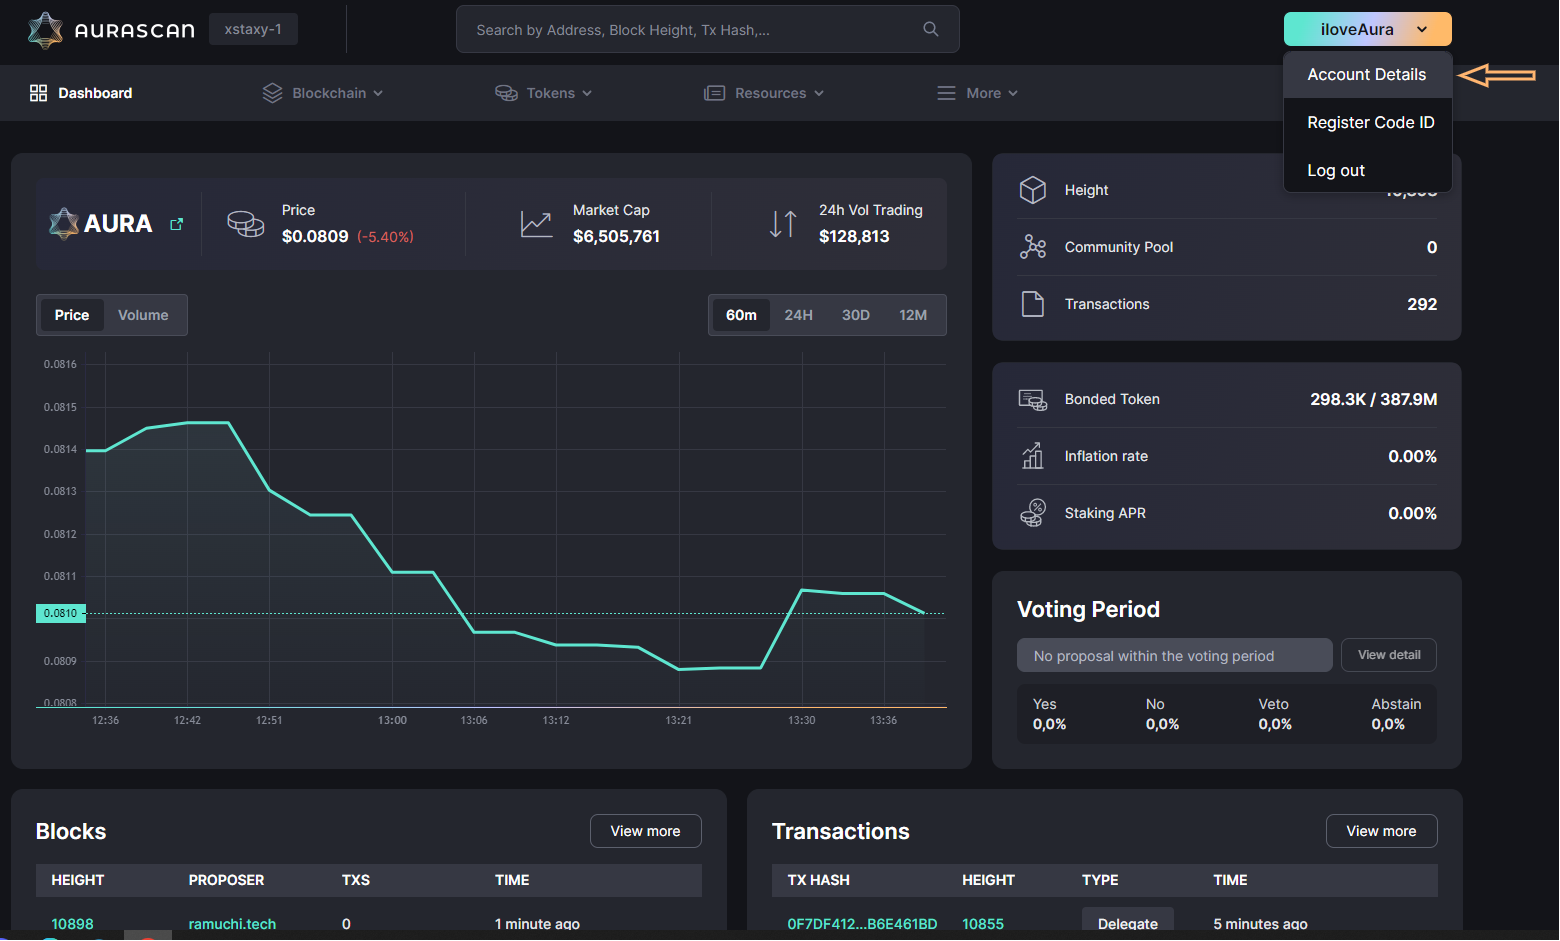 AURASCAN
xstaxy-1
Search by Address, Block Height, Tx Hash,...
iloveAura
Account Details
Register Code ID
Log out
Dashboard
Blockchain
Tokens
Resources
More
AURA
Price
$0.0809 (-5.40%)
Market Cap
$6,505,761
24h Vol Trading
$128,813
Price
Volume
60m
24H
30D
12M
0.0816
0.0815
0.0814
0.0813
0.0812
0.0811
0.0810
0.0809
0.0808
12:36
12:42
12:51
13:00
13:06
13:12
13:21
13:30
13:36
Height
Community Pool
0
Transactions
292
Bonded Token
298.3K / 387.9M
Inflation rate
0.00%
Staking APR
0.00%
Voting Period
No proposal within the voting period
View detail
Yes
No
Veto
Abstain
0,0%
0,0%
0,0%
0,0%
Blocks
View more
HEIGHT
PROPOSER
TXS
TIME
10898
ramuchi.tech
0
1 minute ago
Transactions
View more
TX HASH
HEIGHT
TYPE
TIME
0F7DF412...B6E461BD
10855
Delegate
5 minutes ago